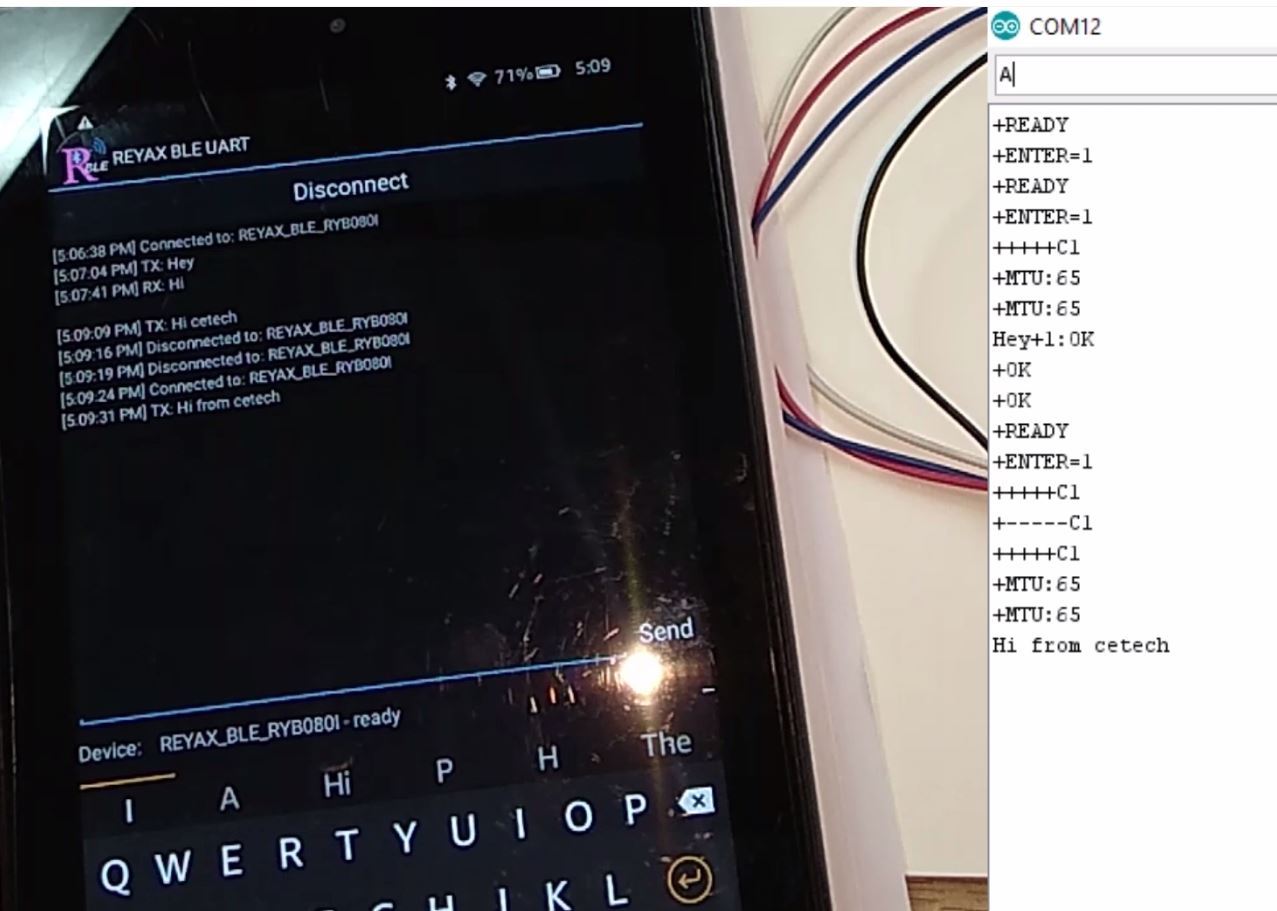 71% 5:09
RBLE REYAX BLE UART
Disconnect
[5:06:38 PM] Connected to: REYAX_BLE_RYB080I
[5:07:04 PM] TX: Hey
[5:07:41 PM] RX: Hi
[5:09:09 PM] TX: Hi cetech
[5:09:16 PM] Disconnected to: REYAX_BLE_RYB080I
[5:09:19 PM] Disconnected to: REYAX_BLE_RYB080I
[5:09:24 PM] Connected to: REYAX_BLE_RYB080I
[5:09:31 PM] TX: Hi from cetech
Send
Device: REYAX_BLE_RYB080I - ready
I A Hi P H The
Q W E R T Y U I O P
H J K L
COM12
A
+READY
+ENTER=1
+READY
+ENTER=1
+++++C1
+MTU:65
+MTU:65
Hey+1:OK
+OK
+OK
+READY
+ENTER=1
+++++C1
+-----C1
+++++C1
+MTU:65
+MTU:65
Hi from cetech